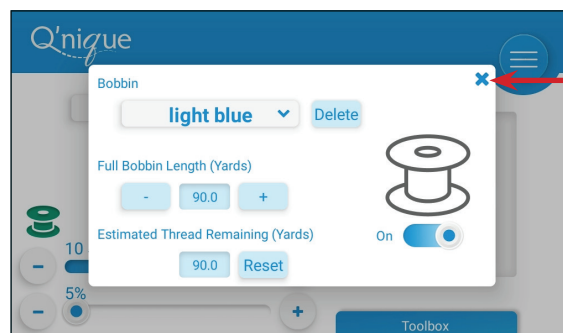 Q'nique
Bobbin
light blue
Delete
Full Bobbin Length (Yards)
- 90.0 +
Estimated Thread Remaining (Yards)
On
90.0 Reset
10
-
5%
- +
Toolbox